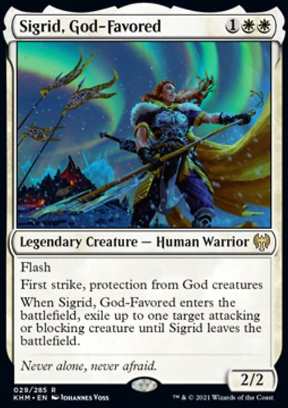 Sigrid, God-Favored 1
Legendary Creature — Human Warrior
Flash
First strike, protection from God creatures
When Sigrid, God-Favored enters the
battlefield, exile up to one target attacking
or blocking creature until Sigrid leaves the
battlefield.
Never alone, never afraid.
2/2
029/285 R
KHM • EN Johannes Voss
™ & © 2021 Wizards of the Coast